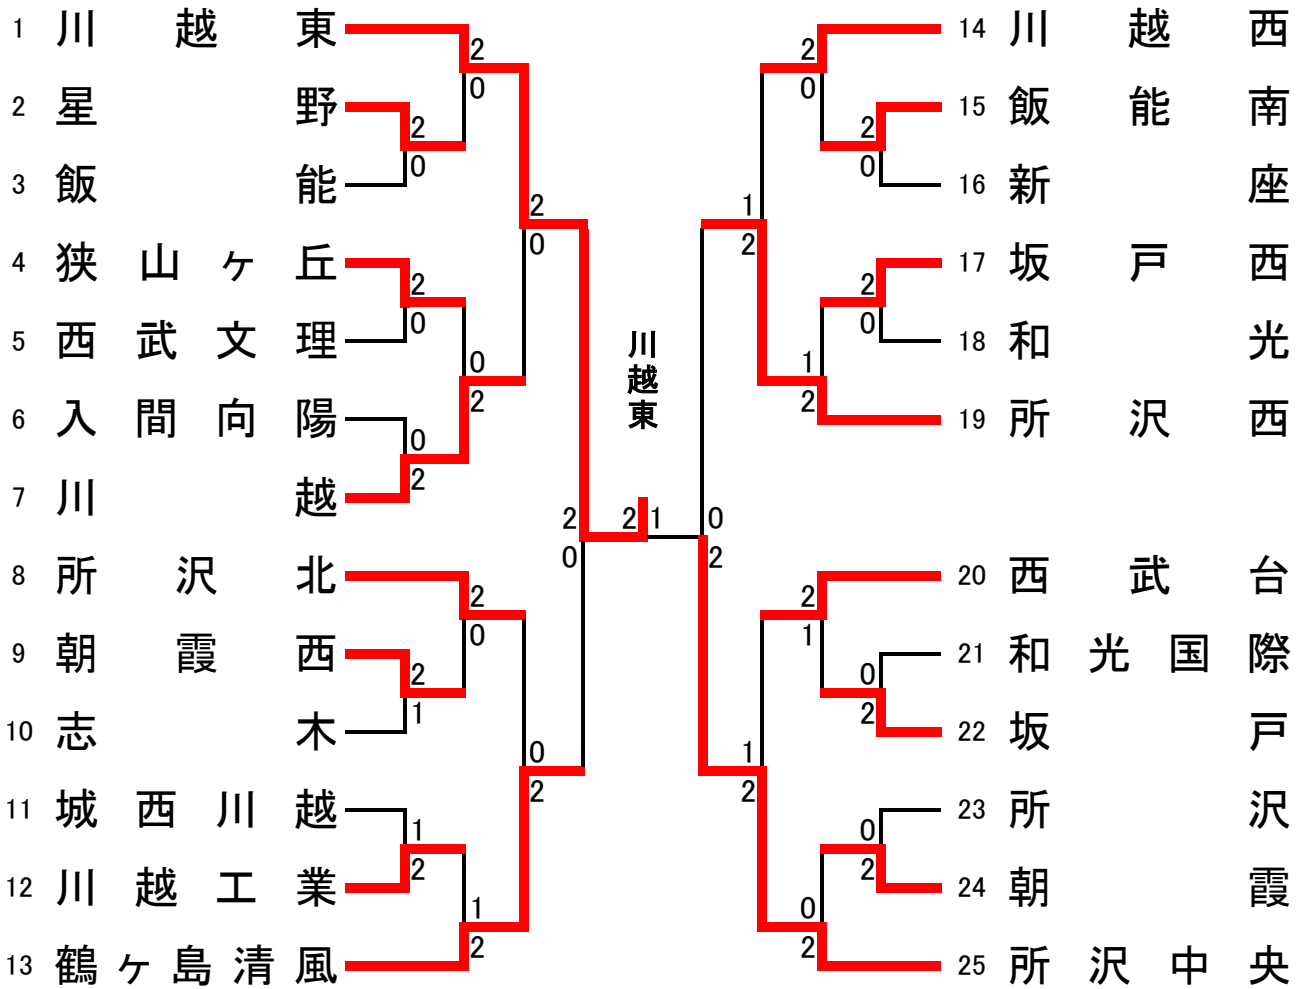 1 川越東
2 星野
3 飯能
4 狭山ヶ丘
5 西武文理
6 入間向陽
7 川越
8 所沢北
9 朝霞西
10 志木
11 城西川越
12 川越工業
13 鶴ヶ島清風
2
0
2
0
2
0
0
2
0
2
2
0
2
0
2
1
1
2
1
2
0
2
2
0
川越東
2 1
14 川越西
15 飯能南
16 新座
17 坂戸西
18 和光
19 所沢西
20 西武台
21 和光国際
22 坂戸
23 所沢
24 朝霞
25 所沢中央
2
0
2
0
1
2
2
0
1
2
0
2
2
1
0
2
1
2
0
2
0
2